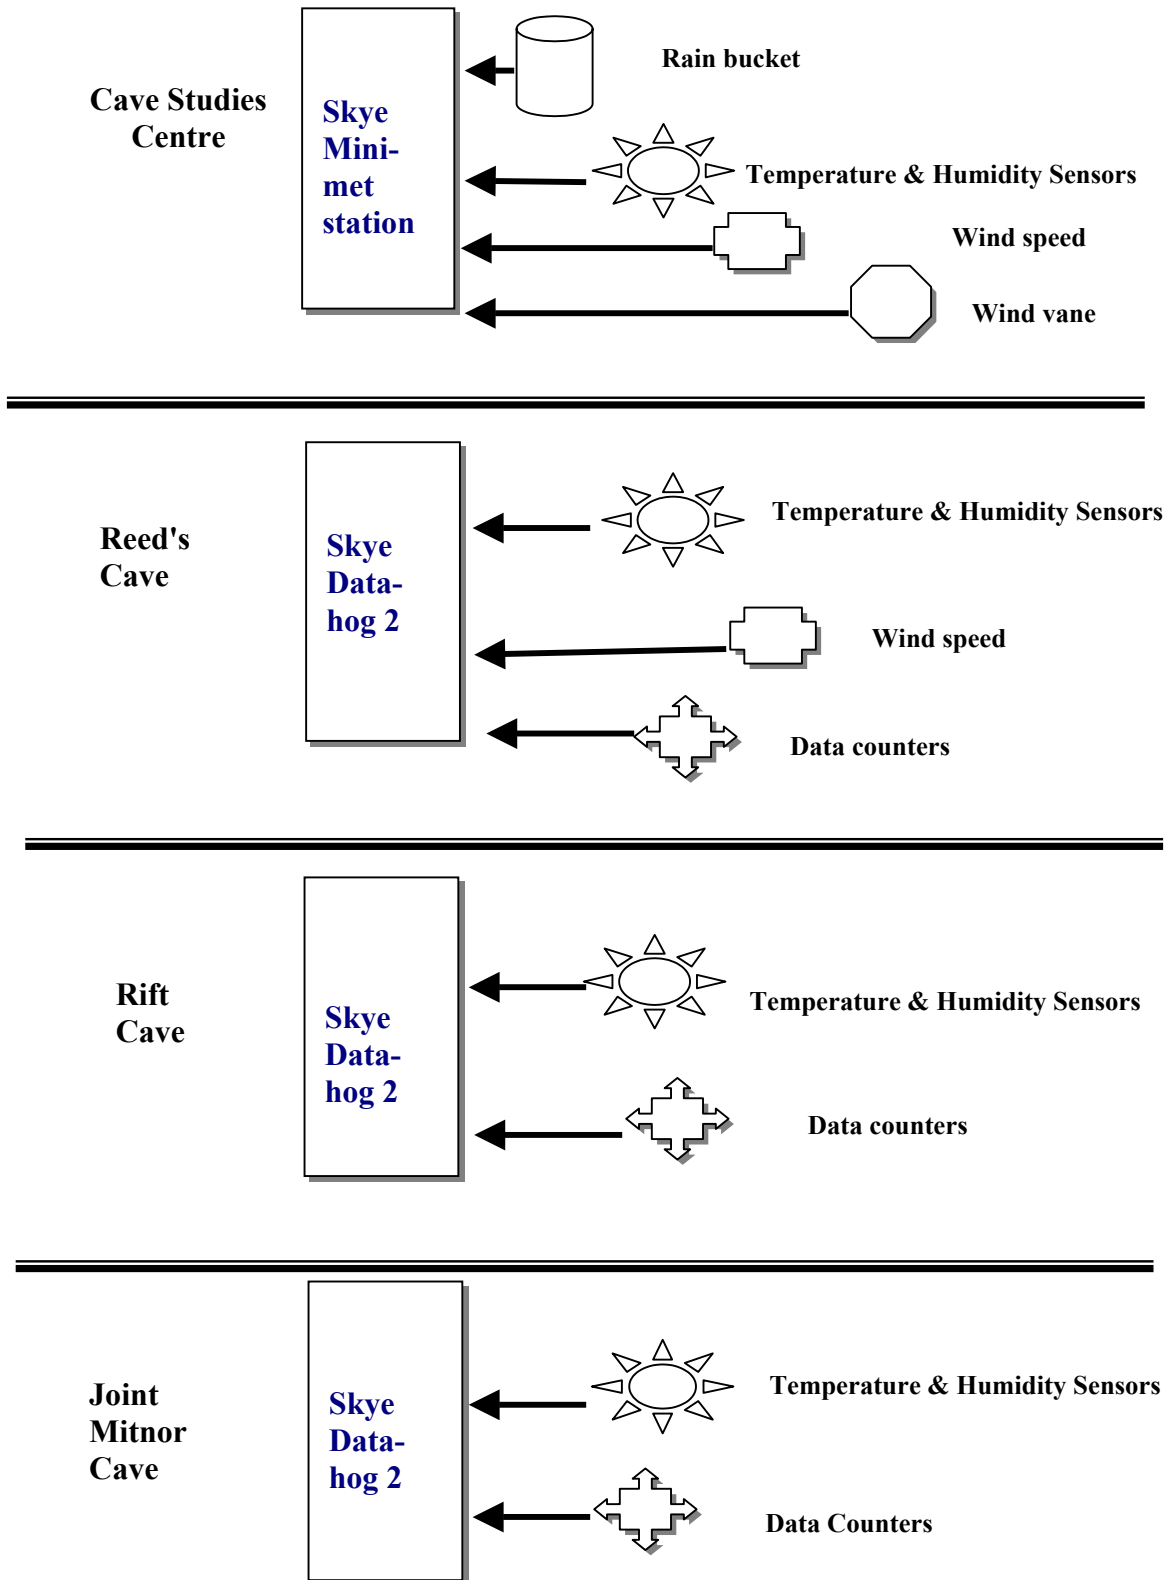 Cave Studies
Centre
Skye
Mini-
met
station
Rain bucket
Temperature & Humidity Sensors
Wind speed
Wind vane
Reed's
Cave
Skye
Data-
hog 2
Temperature & Humidity Sensors
Wind speed
Data counters
Rift
Cave
Skye
Data-
hog 2
Temperature & Humidity Sensors
Data counters
Joint
Mitnor
Cave
Skye
Data-
hog 2
Temperature & Humidity Sensors
Data Counters